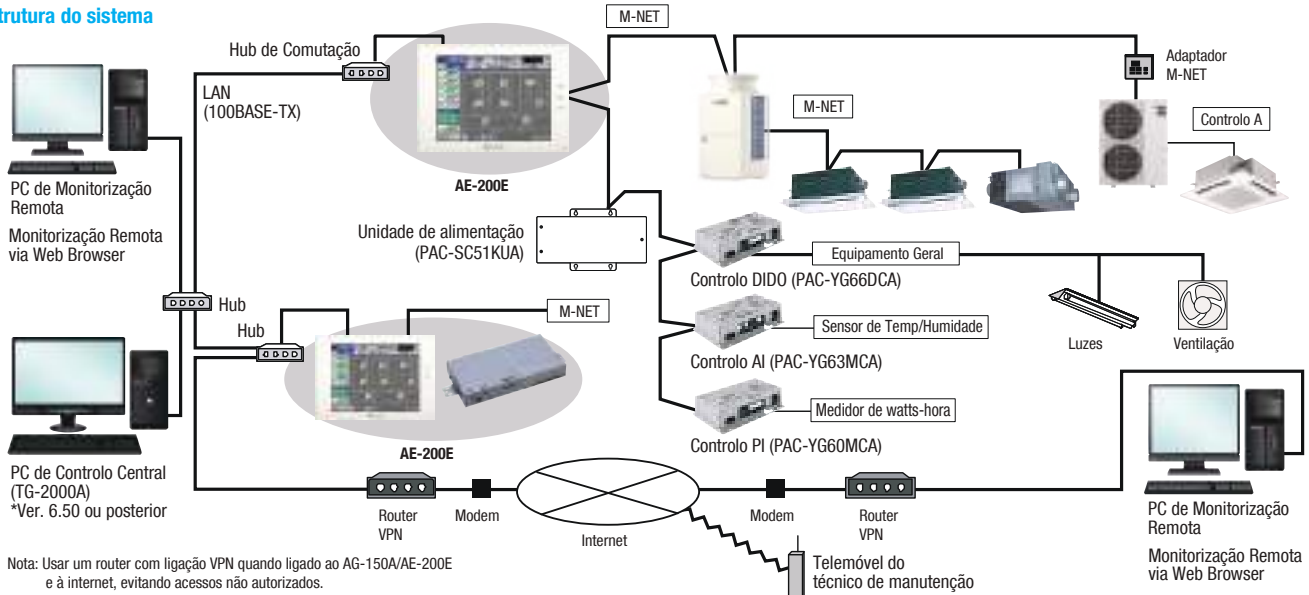 trutura do sistema
M-NET
Hub de Comutação
LAN
(100BASE-TX)
Adaptador
M-NET
M-NET
Controlo A
AE-200E
PC de Monitorização
Remota
Monitorização Remota
via Web Browser
Unidade de alimentação
(PAC-SC51KUA)
Equipamento Geral
Controlo DIDO (PAC-YG66DCA)
Hub
Hub
M-NET
Sensor de Temp/Humidade
Luzes
Ventilação
Controlo AI (PAC-YG63MCA)
Medidor de watts-hora
Controlo PI (PAC-YG60MCA)
AE-200E
PC de Controlo Central
(TG-2000A)
*Ver. 6.50 ou posterior
Router
VPN
Modem
Internet
Modem
Router
VPN
PC de Monitorização
Remota
Monitorização Remota
via Web Browser
Telemóvel do
técnico de manutenção
Nota: Usar um router com ligação VPN quando ligado ao AG-150A/AE-200E
e à internet, evitando acessos não autorizados.